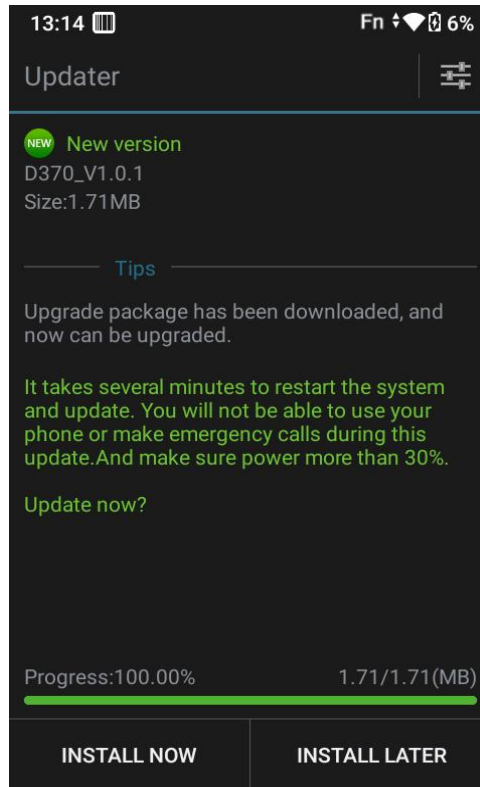 13:14 Fn 6%
Updater
NEW New version
D370_V1.0.1
Size:1.71MB
Tips
Upgrade package has been downloaded, and
now can be upgraded.
It takes several minutes to restart the system
and update. You will not be able to use your
phone or make emergency calls during this
update.And make sure power more than 30%.
Update now?
Progress:100.00% 1.71/1.71(MB)
INSTALL NOW INSTALL LATER